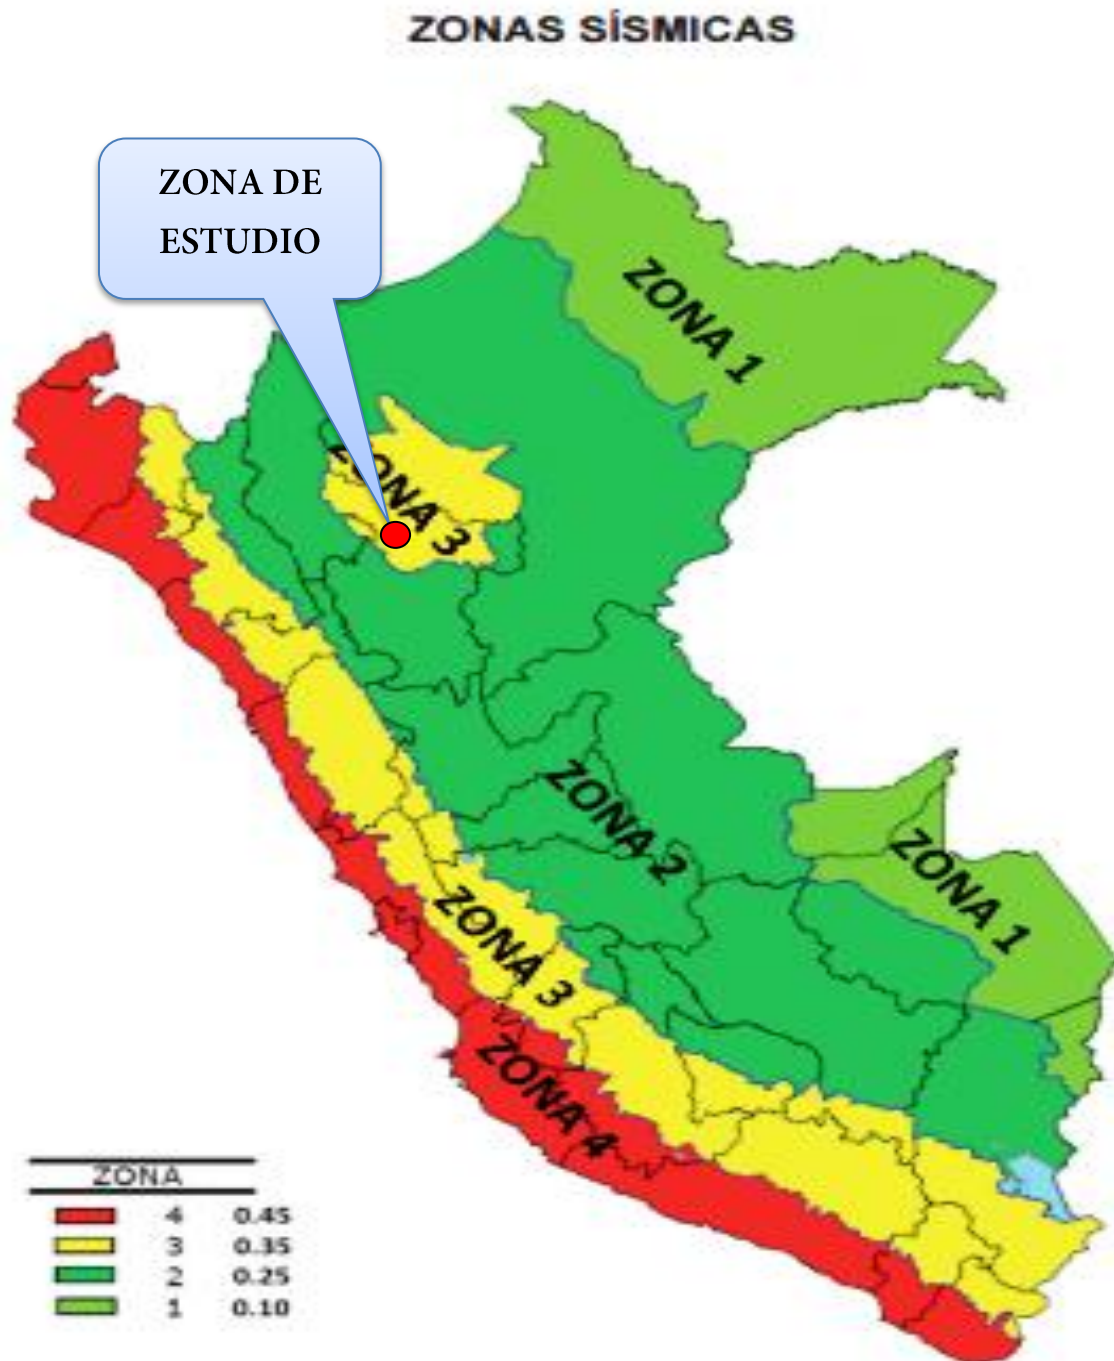 ZONAS SÍSMICAS
ZONA DE
ESTUDIO
ZONA 1
ZONA 3
ZONA 2
ZONA 1
ZONA 3
ZONA 4
ZONA
4 0.45
3 0.35
2 0.25
1 0.10